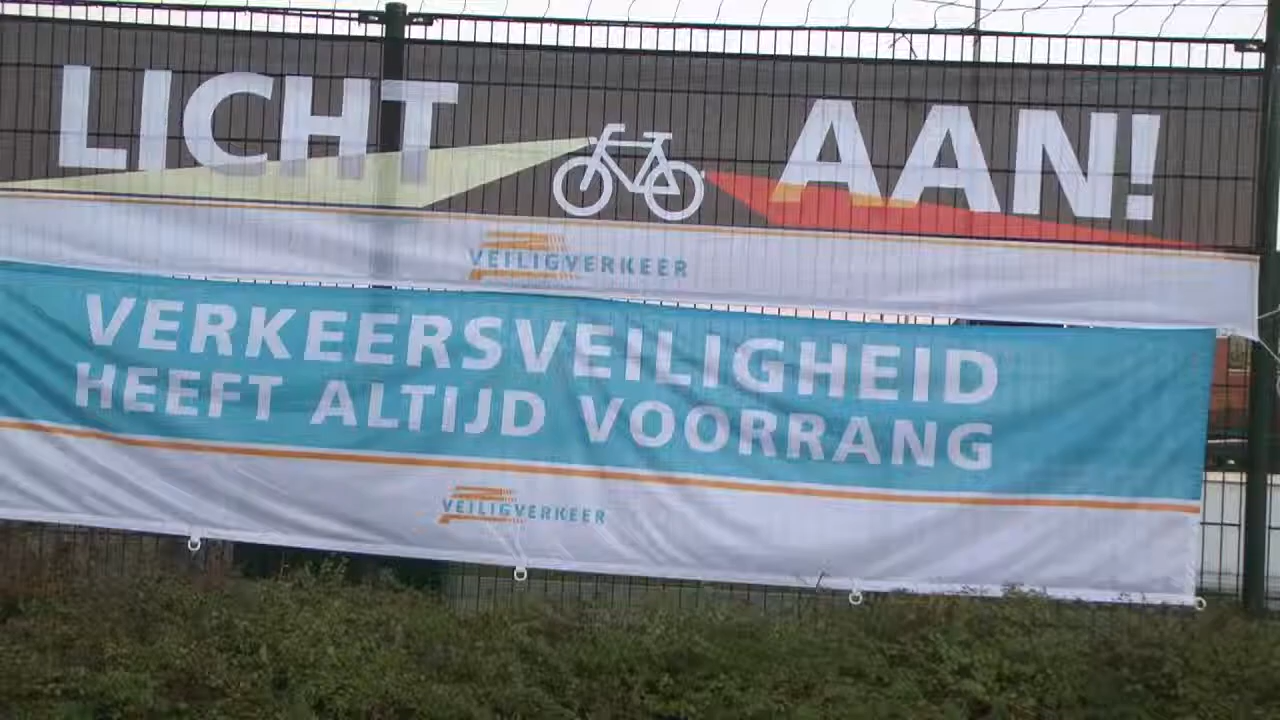 LICHT AAN!
VEILIGVERKEER
VERKEERSVEILIGHEID
HEEFT ALTIJD VOORRANG
VEILIGVERKEER